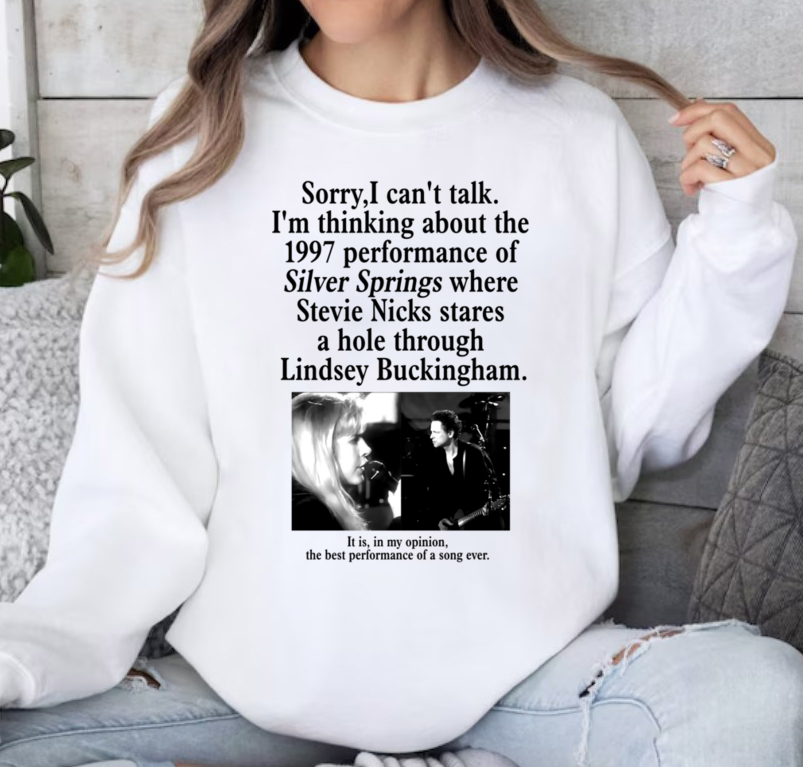 Sorry,I can't talk.
I'm thinking about the
1997 performance of
Silver Springs where
Stevie Nicks stares
a hole through
Lindsey Buckingham.
It is, in my opinion,
the best performance of a song ever.